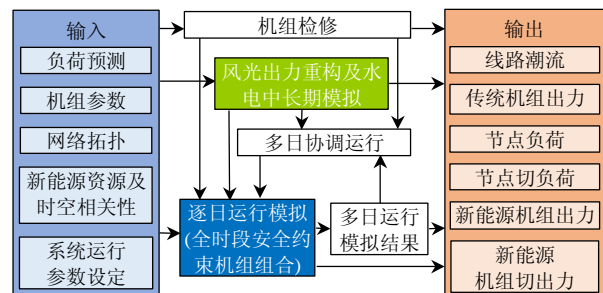 输入
负荷预测
机组参数
网络拓扑
新能源资源及
时空相关性
系统运行
参数设定
机组检修
风光出力重构及水
电中长期模拟
多日协调运行
逐日运行模拟
(全时段安全约
束机组组合)
多日运行
模拟结果
输出
线路潮流
传统机组出力
节点负荷
节点切负荷
新能源机组出力
新能源
机组切出力